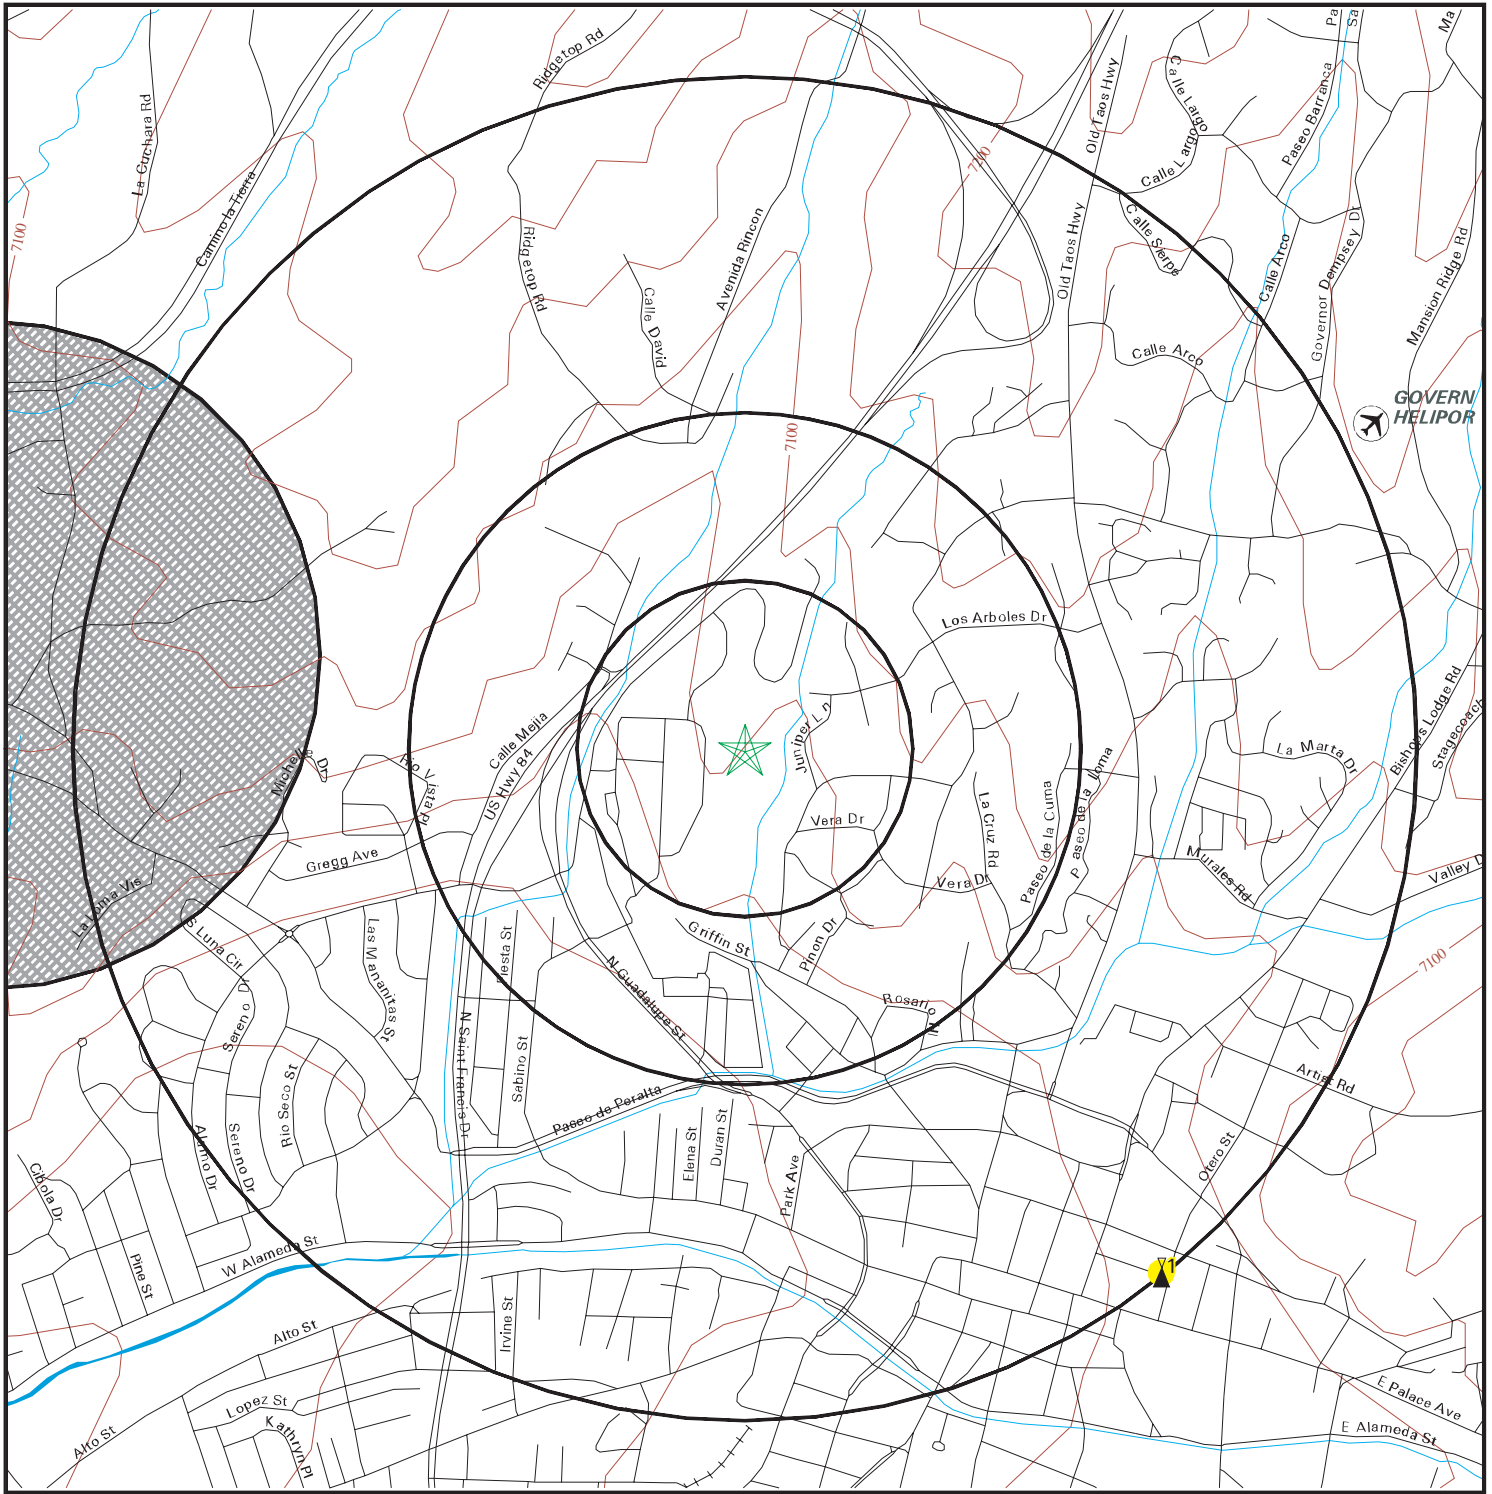 Ridgetop Rd
Pa
Sa
Ma
La Cuchara Rd
Camino la Tierra
Old Taos Hwy
Calle Largo
Paseo Barranca
7200
Calle Largo
7100
Ridgetop Rd
Avenida Rincon
Calle David
Old Taos Hwy
Calle Sierpe
Calle Arco
Governor Dempsey Dr
Mansion Ridge Rd
Calle Arco
GOVERN
HELIPOR
7100
Los Arboles Dr
Calle Mejia
US Hwy 84
Michelle Dr
Rio Vista Pl
Juniper Ln
La Marta Dr
Bishops Lodge Rd
Stagecoach
Vera Dr
La Cruz Rd
Paseo de la Cuma
Paseo de la Loma
Gregg Ave
Murales Rd
Valley D
Vera Dr
La Loma Vis
S Luna Cir
Las Mananitas St
Fiesta St
Griffin St
Pinon Dr
7100
N Guadalupe St
Sereno Dr
Rosario
N Saint Francis Dr
Sabino St
Artist Rd
Rio Seco St
Paseo de Peralta
Alamo Dr
Sereno Dr
Elena St
Duran St
Otero St
Cibola Dr
Park Ave
Pine St
W Alameda St
1
Alto St
Irvine St
Lopez St
Kathryn Pl
Alto St
E Palace Ave
E Alameda St